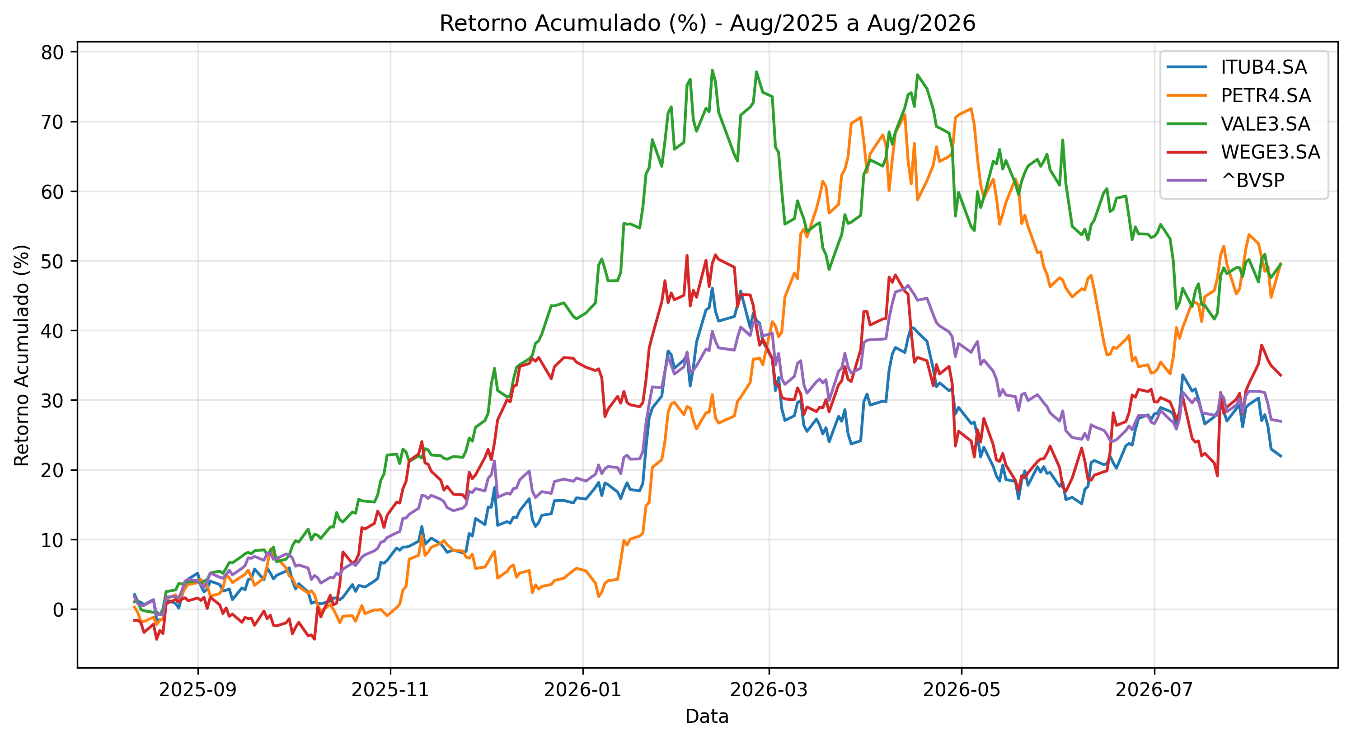 Retorno Acumulado (%) - Aug/2025 a Aug/2026
Retorno Acumulado (%)
80
70
60
50
40
30
20
10
0
ITUB4.SA
PETR4.SA
VALE3.SA
WEGE3.SA
^BVSP
2025-09 2025-11 2026-01 2026-03 2026-05 2026-07
Data